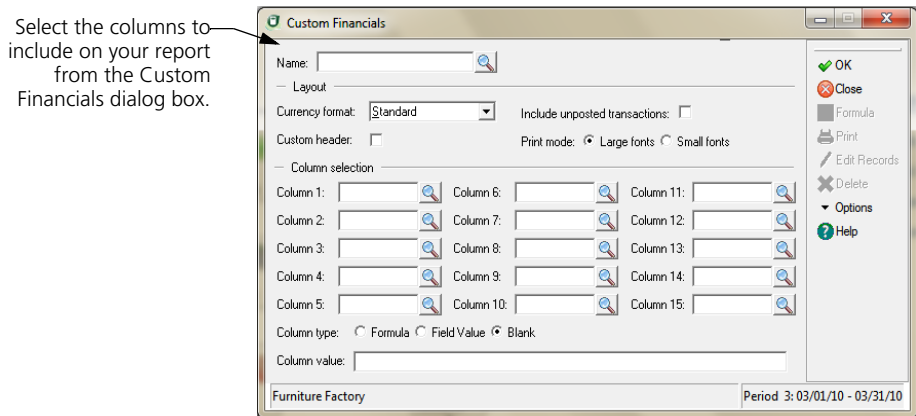 Select the columns to
include on your report
from the Custom
Financials dialog box.
Custom Financials
Name:
Layout
Currency format: Standard
Include unposted transactions:
Custom header:
Print mode: Large fonts Small fonts
Column selection
Column 1: Column 6: Column 11:
Column 2: Column 7: Column 12:
Column 3: Column 8: Column 13:
Column 4: Column 9: Column 14:
Column 5: Column 10: Column 15:
Column type: Formula Field Value Blank
Column value:
OK
Close
Formula
Print
Edit Records
Delete
Options
Help
Furniture Factory
Period 3: 03/01/10 - 03/31/10